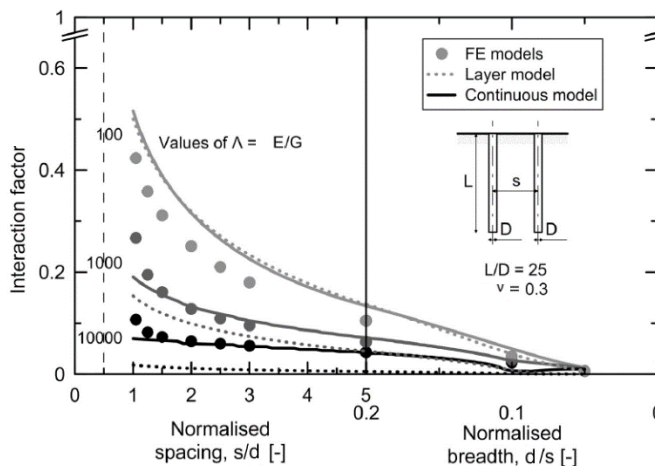 1
0.6
0.4
0.2
0
Interaction factor
100
1000
10000
Values of Λ = E/G
FE models
Layer model
Continuous model
L
s
D
D
L/D = 25
ν = 0.3
0 1 2 3 4 5 0.1 0
0.2
Normalised
spacing, s/d [-]
Normalised
breadth, d/s [-]